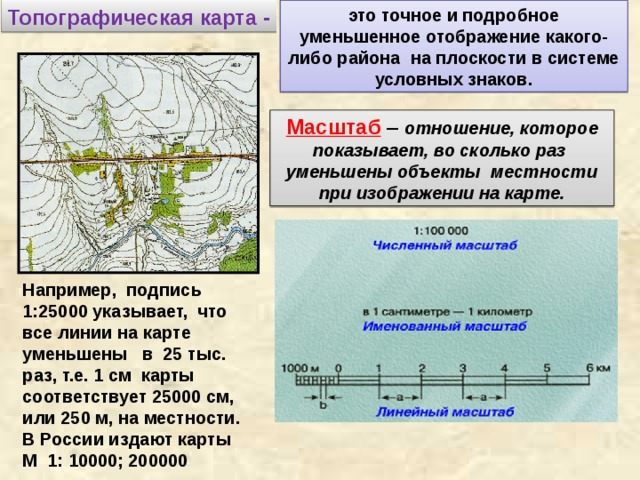 Топографическая карта -
это точное и подробное
уменьшенное отображение какого-
либо района на плоскости в системе
условных знаков.
Масштаб – отношение, которое
показывает, во сколько раз
уменьшены объекты местности
при изображении на карте.
Например, подпись
1:25000 указывает, что
все линии на карте
уменьшены в 25 тыс.
раз, т.е. 1 см карты
соответствует 25000 см,
или 250 м, на местности.
В России издают карты
М 1: 10000; 200000
1:100 000
Численный масштаб
в 1 сантиметре — 1 километр
Именованный масштаб
1000 м 0 1 2 3 4 5 6 км
b a a
Линейный масштаб